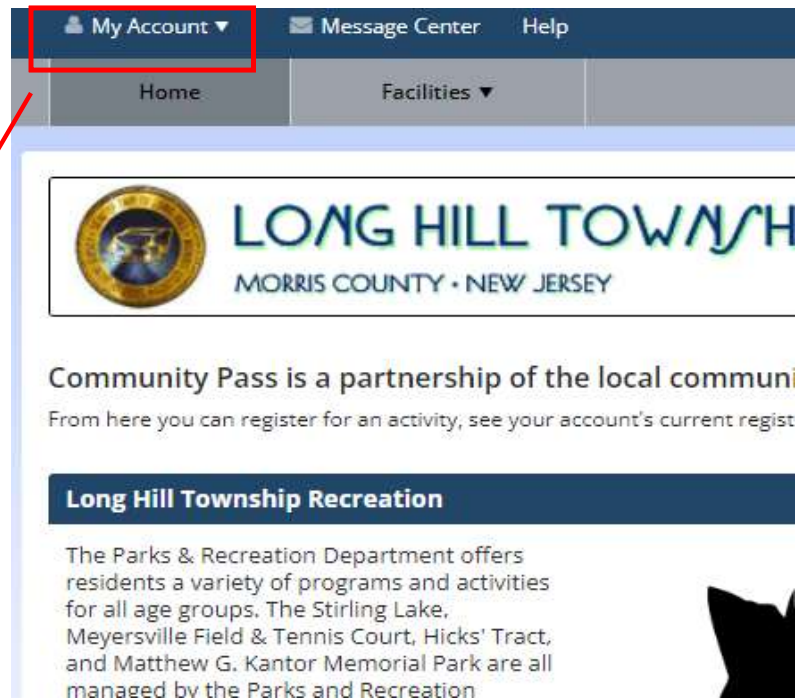 My Account ▼ Message Center Help
Home Facilities ▼
LONG HILL
MORRIS COUNTY • NEW JERSEY
Community Pass is a partnership of the local
From here you can register for an activity, see your account's current
Long Hill Township Recreation
The Parks & Recreation Department offers
residents a variety of programs and activities
for all age groups. The Stirling Lake,
Meyersville Field & Tennis Court, Hicks' Tract,
and Matthew G. Kantor Memorial Park are all
managed by the Parks and Recreation